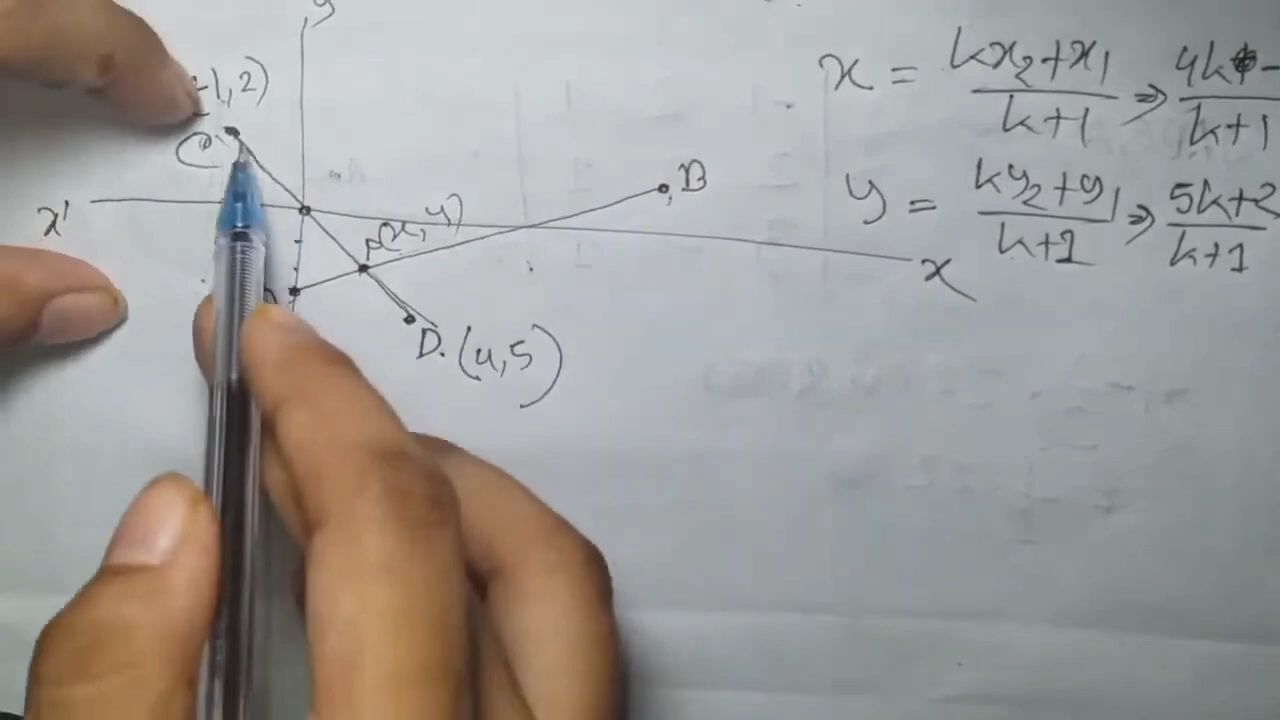 y
(-1,2)
C
x'
P(x,y)
B
x
D. (4,5)
x = kx₂+x₁/k+1 ⇒ 4k-/k+1
y = ky₂+y₁/k+1 ⇒ 5k+2/k+1